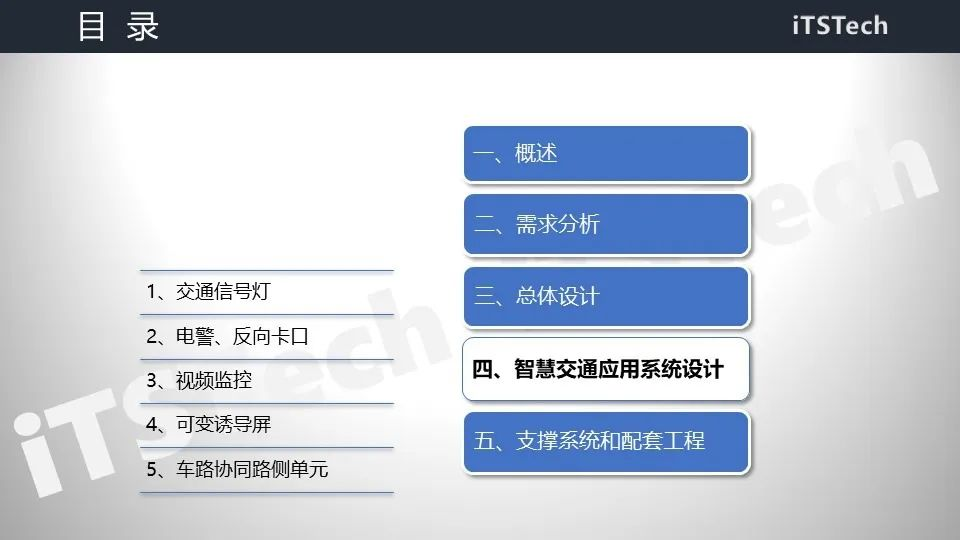 目 录
iTSTech
1、交通信号灯
2、电警、反向卡口
3、视频监控
4、可变诱导屏
5、车路协同路侧单元
一、概述
二、需求分析
三、总体设计
四、智慧交通应用系统设计
五、支撑系统和配套工程
iTSTech
iTSTech